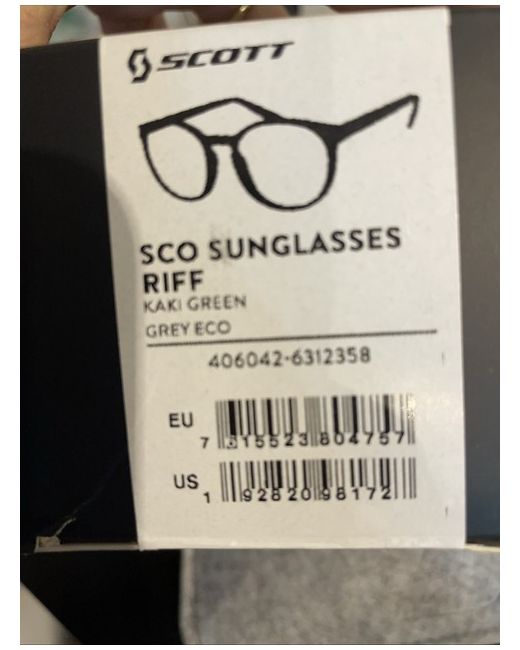 SCOTT
SCO SUNGLASSES
RIFF
KAKI GREEN
GREY ECO
406042-6312358
EU
7 615523 804757
US
1 92820 98172